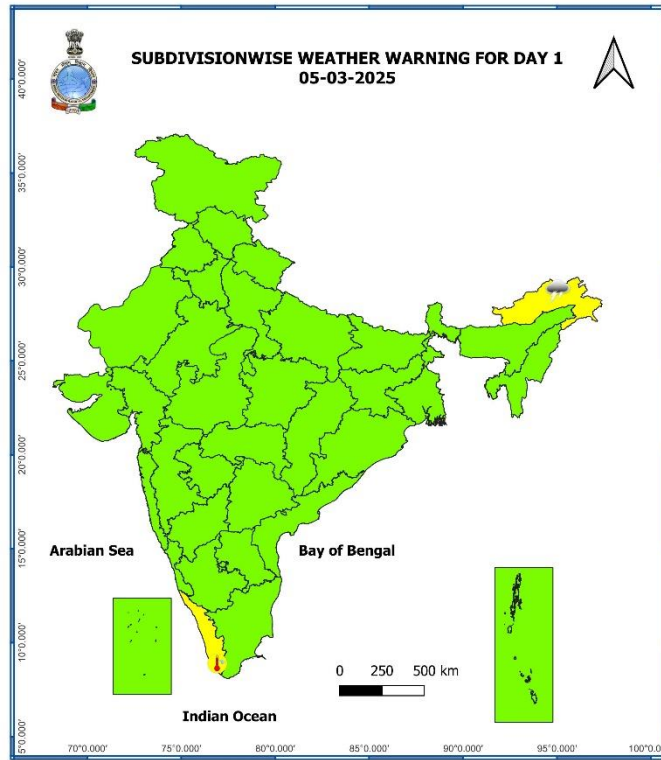 SUBDIVISIONWISE WEATHER WARNING FOR DAY 1
05-03-2025
40°0.000'
35°0.000'
30°0.000'
25°0.000'
20°0.000'
15°0.000'
10°0.000'
5°0.000'
Arabian Sea
Bay of Bengal
0 250 500 km
Indian Ocean
70°0.000' 75°0.000' 80°0.000' 85°0.000' 90°0.000' 95°0.000' 100°0.0